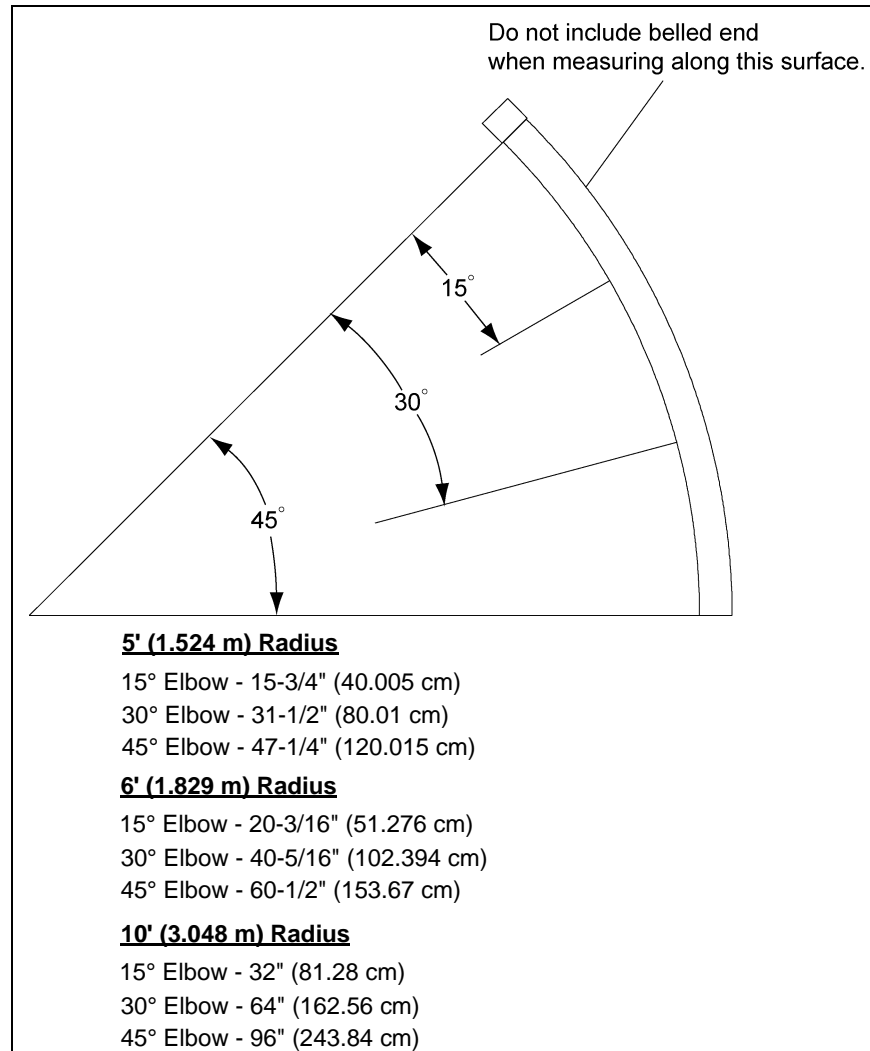 Do not include belled end
when measuring along this surface.
15°
30°
45°
5' (1.524 m) Radius
15° Elbow - 15-3/4" (40.005 cm)
30° Elbow - 31-1/2" (80.01 cm)
45° Elbow - 47-1/4" (120.015 cm)
6' (1.829 m) Radius
15° Elbow - 20-3/16" (51.276 cm)
30° Elbow - 40-5/16" (102.394 cm)
45° Elbow - 60-1/2" (153.67 cm)
10' (3.048 m) Radius
15° Elbow - 32" (81.28 cm)
30° Elbow - 64" (162.56 cm)
45° Elbow - 96" (243.84 cm)